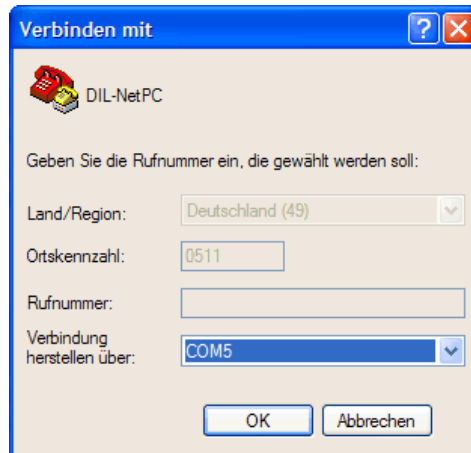 Verbinden mit
DIL-NetPC
Geben Sie die Rufnummer ein, die gewählt werden soll:
Land/Region: Deutschland (49)
Ortskennzahl: 0511
Rufnummer:
Verbindung
herstellen über: COM5
OK Abbrechen